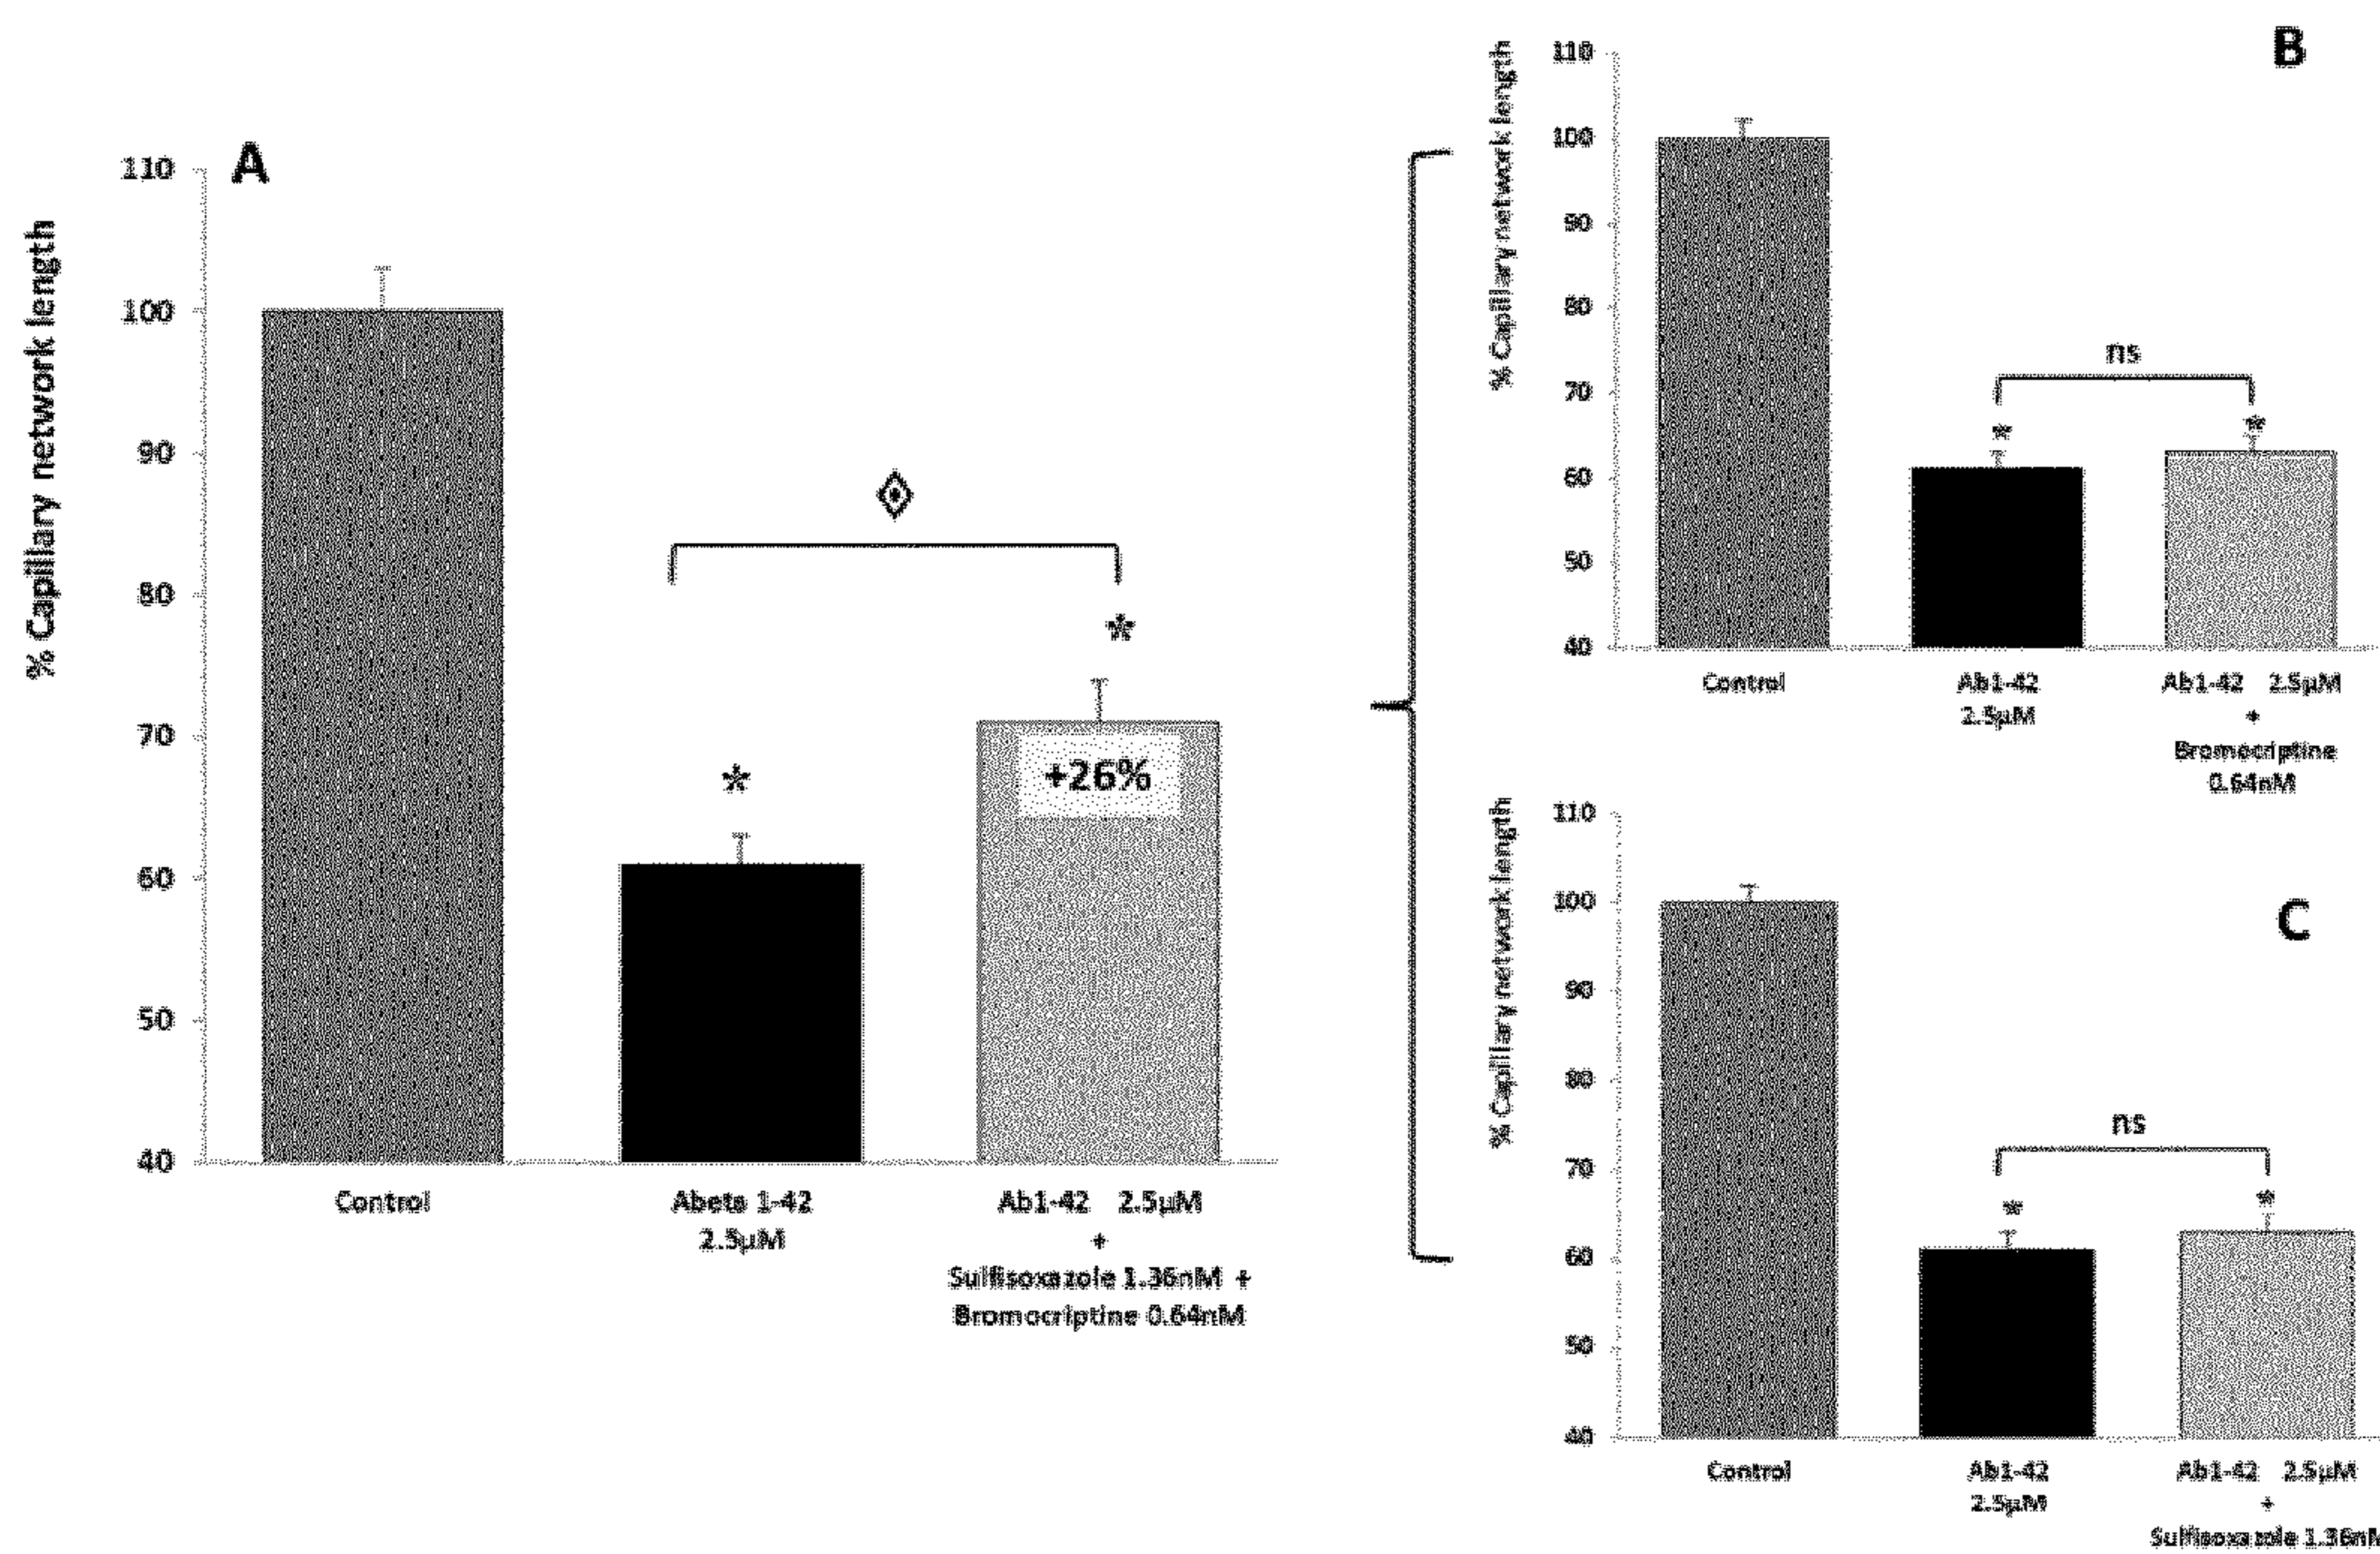 A
% Capillary network length
110
100
90
80
70
60
50
40
*
*
+26%
Control
Abeta 1-42
2.5µM
Ab1-42 2.5µM
+
Sulfisoxazole 1.36nM +
Bromocriptine 0.64nM
B
% Capillary network length
110
100
90
80
70
60
50
40
ns
*
*
Control
Ab1-42
2.5µM
Ab1-42 2.5µM
+
Bromocriptine
0.64nM
C
% Capillary network length
110
100
90
80
70
60
50
40
ns
*
*
Control
Ab1-42
2.5µM
Ab1-42 2.5µM
+
Sulfisoxazole 1.36nM